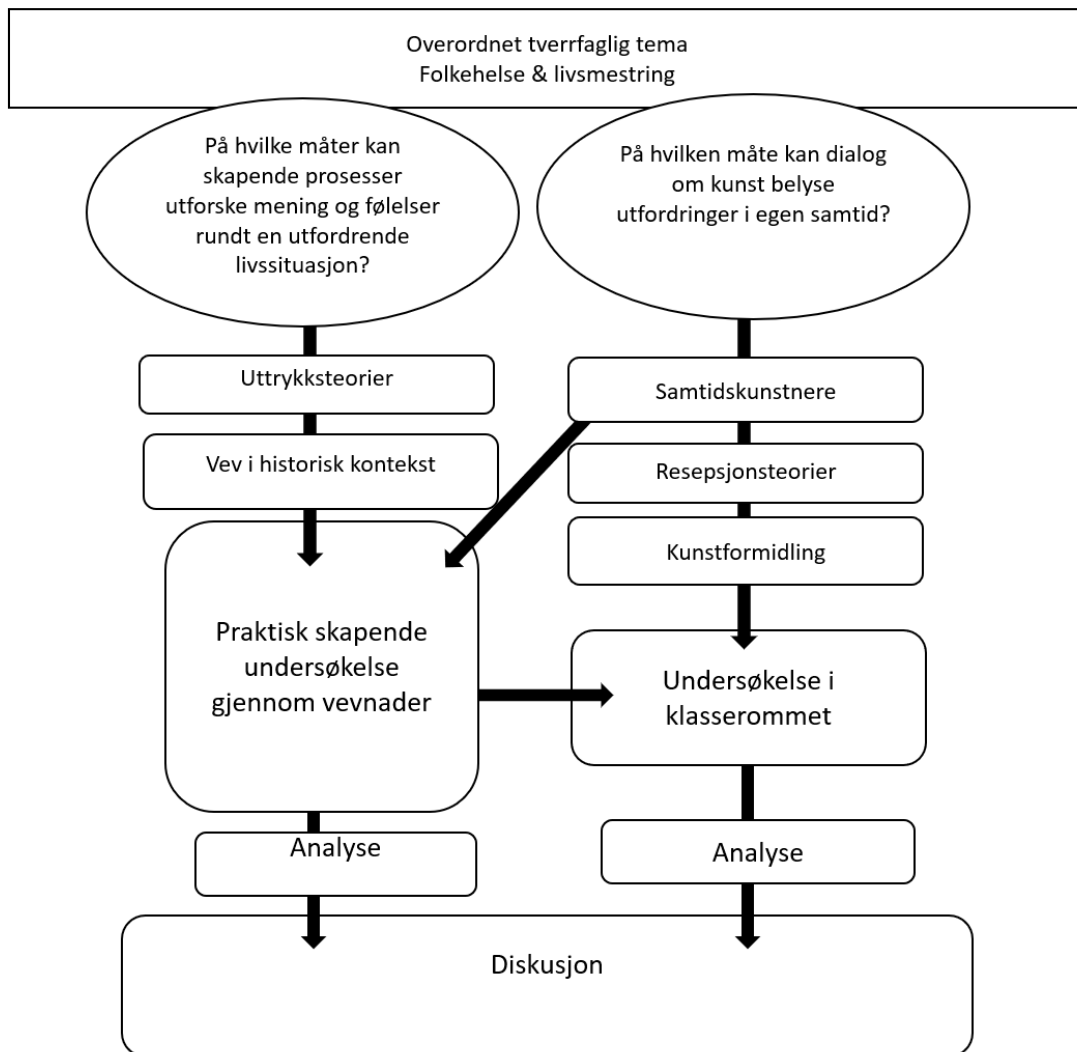 Overordnet tverrfaglig tema
Folkehelse & livsmestring
På hvilke måter kan
skapende prosesser
utforske mening og følelser
rundt en utfordrende
livssituasjon?
På hvilken måte kan dialog
om kunst belyse
utfordringer i egen samtid?
Uttrykksteorier
Samtidskunstnere
Vev i historisk kontekst
Resepsjonsteorier
Kunstformidling
Praktisk skapende
undersøkelse
gjennom vevnader
Undersøkelse i
klasserommet
Analyse
Analyse
Diskusjon